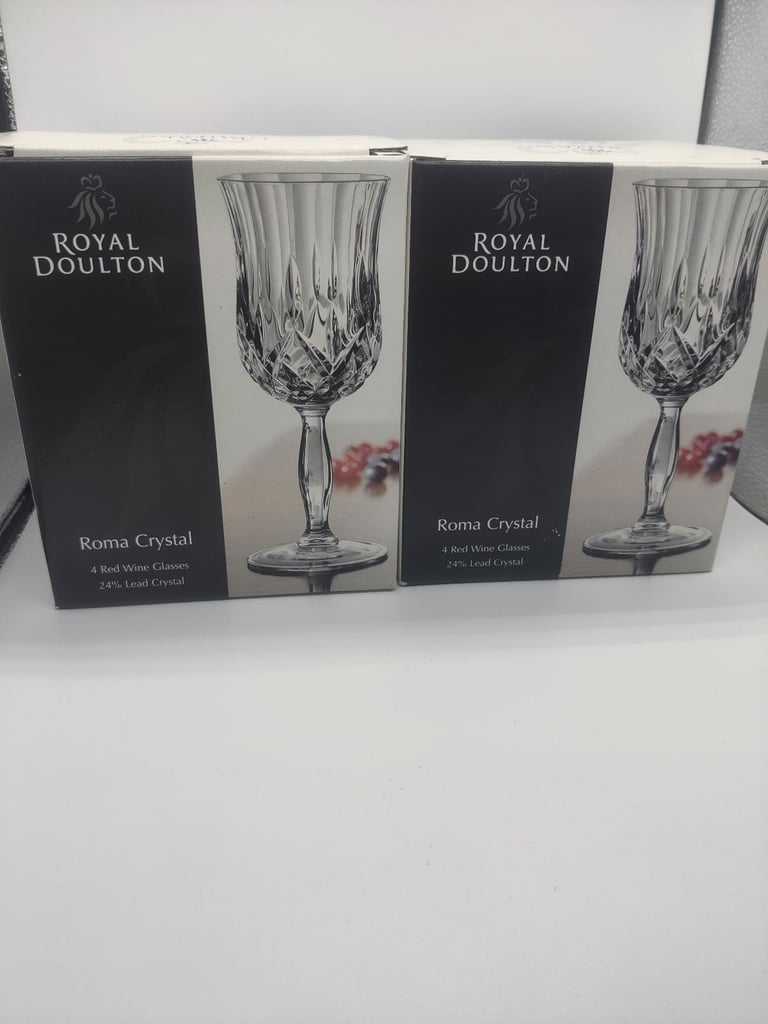 ROYAL
DOULTON
Roma Crystal
4 Red Wine Glasses
24% Lead Crystal
ROYAL
DOULTON
Roma Crystal
4 Red Wine Glasses
24% Lead Crystal